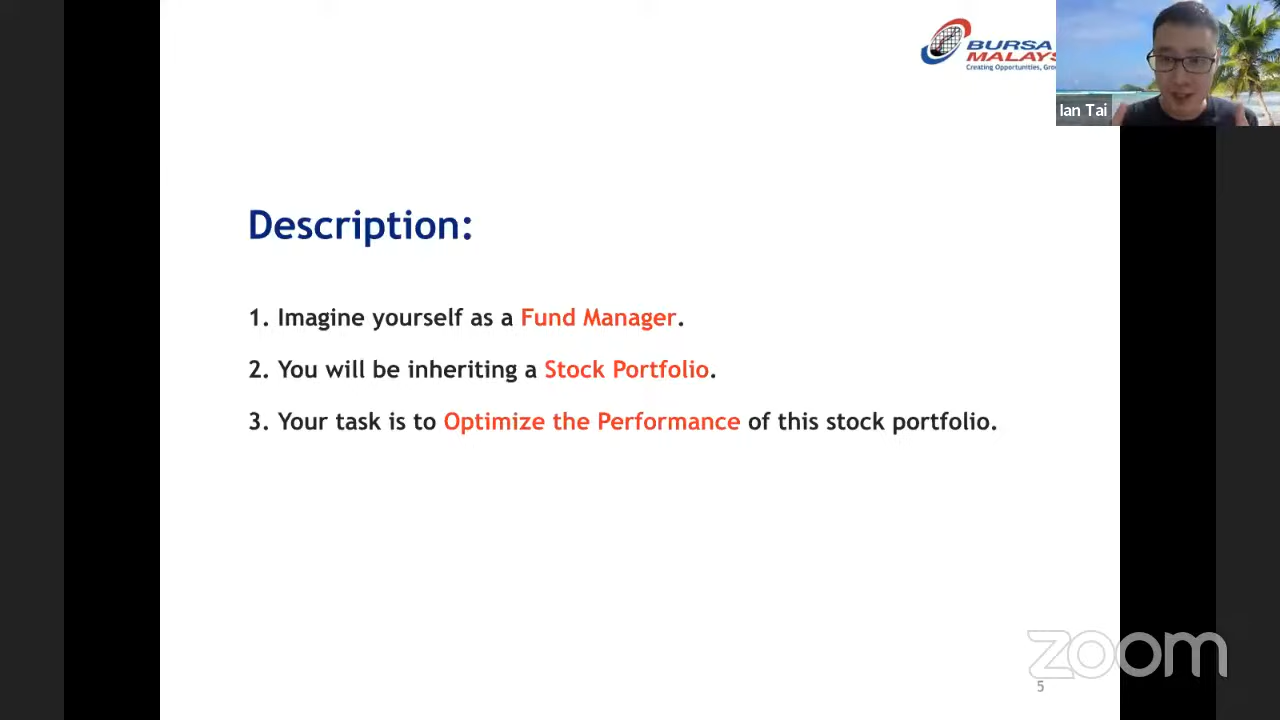 BURSA
MALAYS
Creating Opportunities, Gro
Ian Tai
Description:
1. Imagine yourself as a Fund Manager.
2. You will be inheriting a Stock Portfolio.
3. Your task is to Optimize the Performance of this stock portfolio.
zoom
5